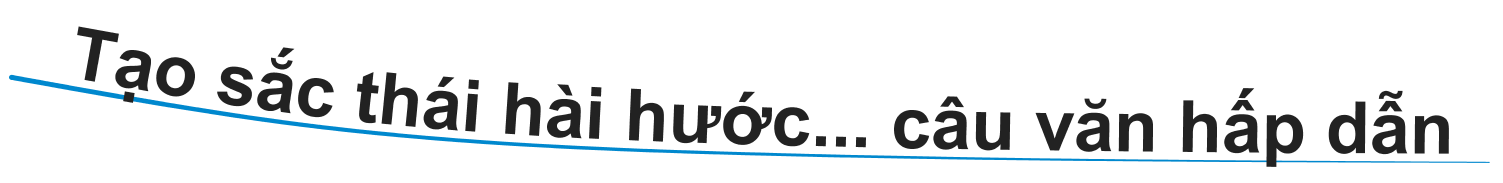 Tạo sắc thái hài hước... câu văn hấp dẫn